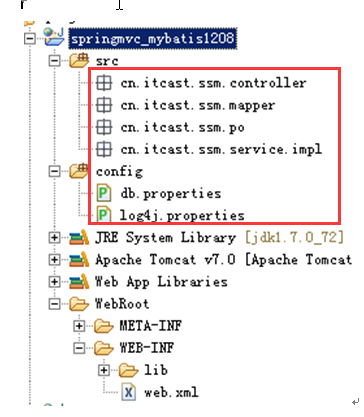 springmvc_mybatis1208
src
cn.itcast.ssm.controller
cn.itcast.ssm.mapper
cn.itcast.ssm.po
cn.itcast.ssm.service.impl
config
db.properties
log4j.properties
JRE System Library [jdk1.7.0_72]
Apache Tomcat v7.0 [Apache Tomcat
Web App Libraries
WebRoot
META-INF
WEB-INF
lib
web.xml